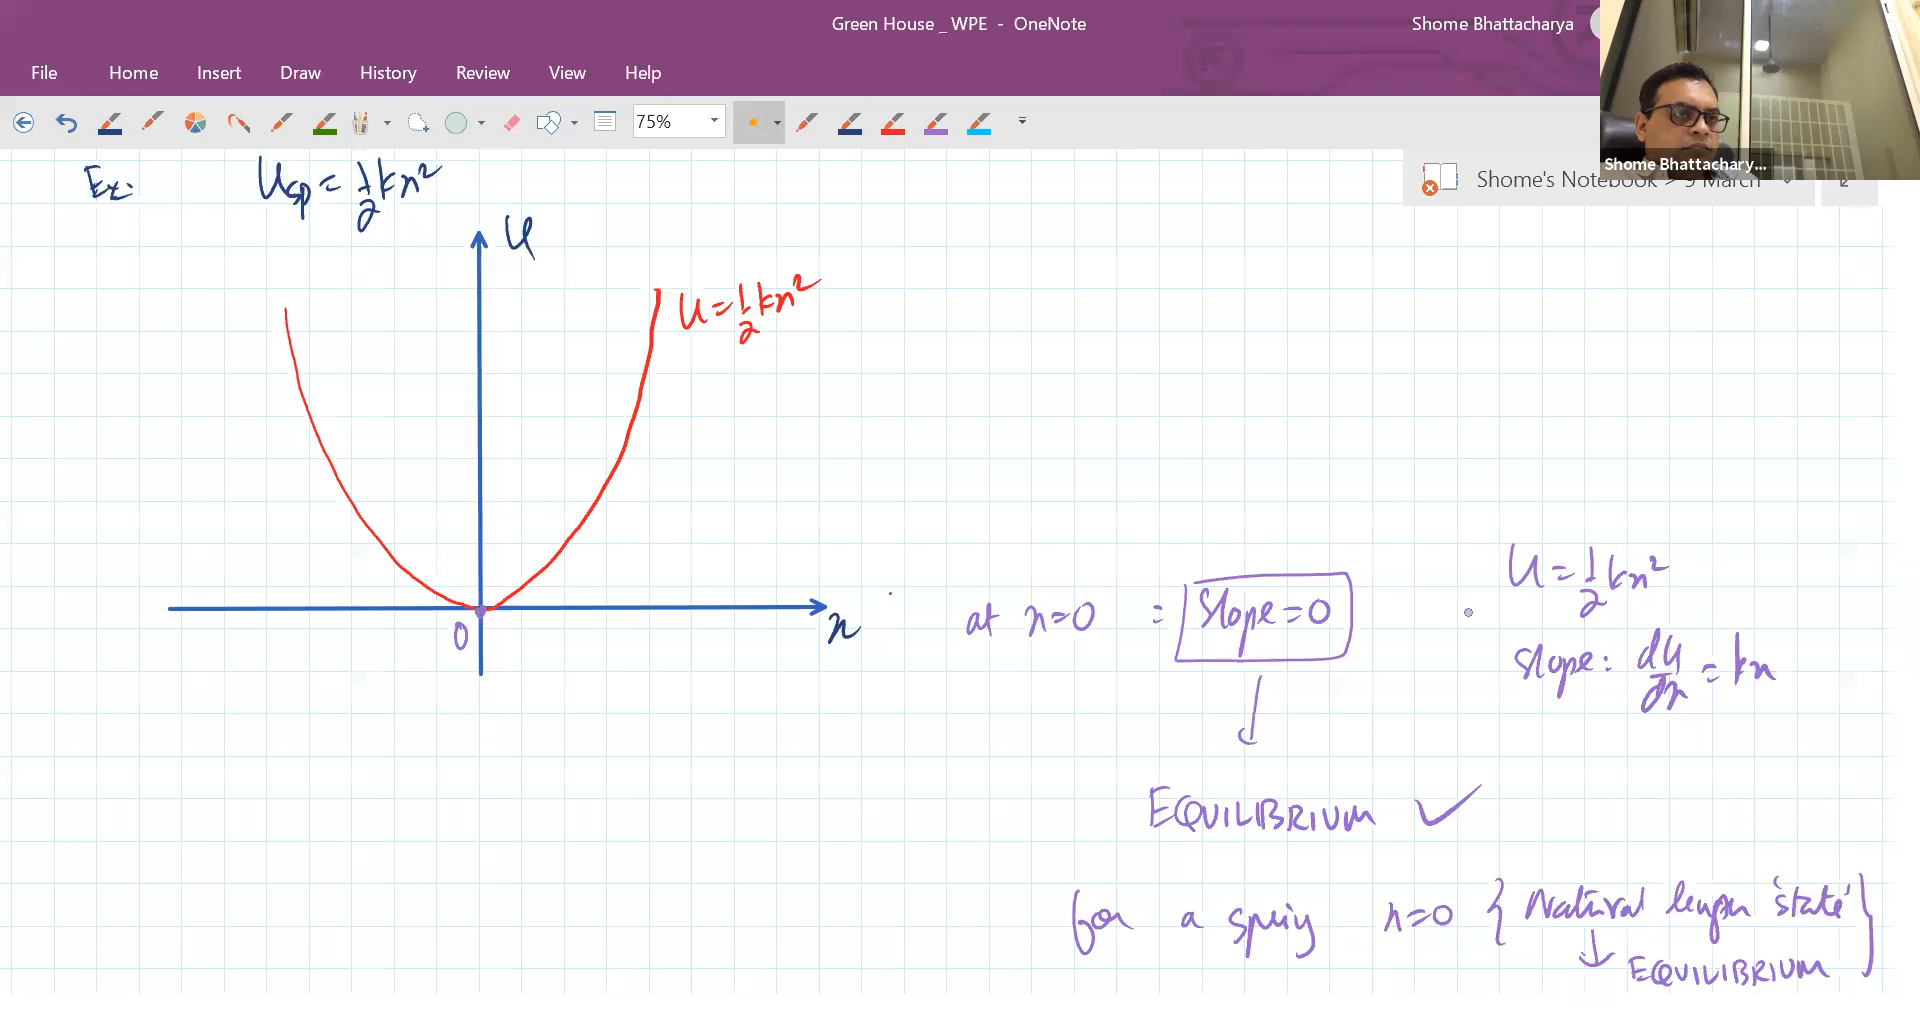 Green House _ WPE - OneNote
Shome Bhattacharya
File Home Insert Draw History Review View Help
75%
Shome Bhattachary...
Shome's Notebook > 9 March
Ex: Usp = 1/2 kx²
U
U = 1/2 kx²
0
x
at x=0 : Slope = 0
U = 1/2 kx²
Slope: dU/dx = kx
EQUILIBRIUM ✓
for a spring x=0 { Natural length 'state' }
EQUILIBRIUM